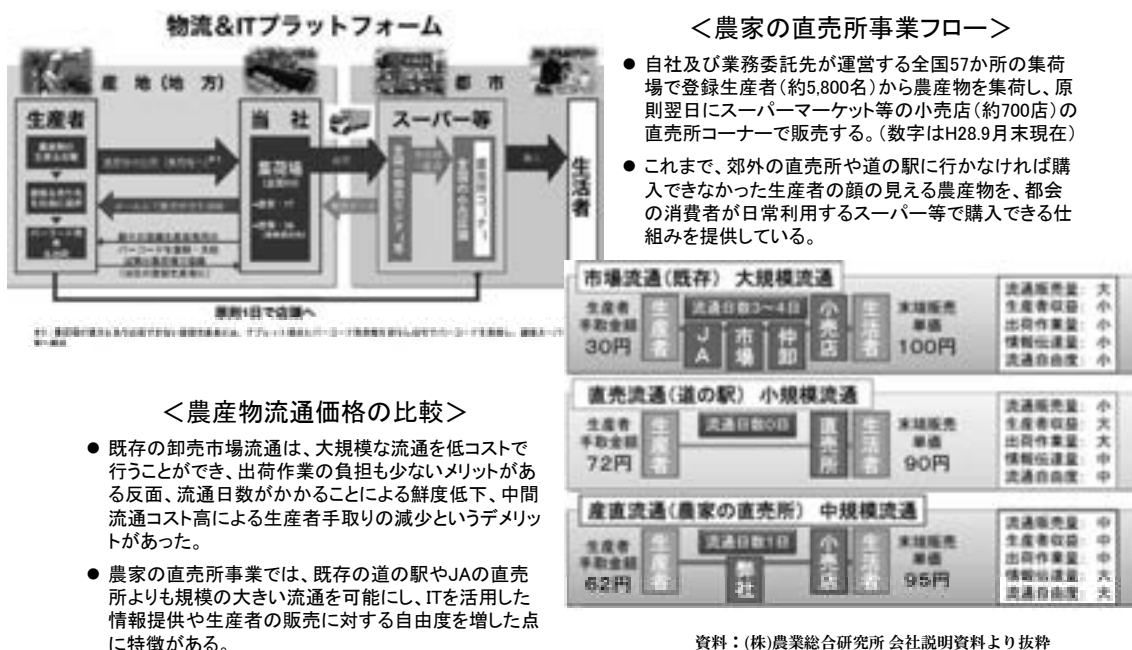 物流&ITプラットフォーム
産地(地方)
都市
生産者
当社
スーパー等
集荷場
生活者
原則1日で店頭へ
<農家の直売所事業フロー>
● 自社及び業務委託先が運営する全国57か所の集荷
場で登録生産者(約5,800名)から農産物を集荷し、原
則翌日にスーパーマーケット等の小売店(約700店)の
直売所コーナーで販売する。(数字はH28.9月末現在)
● これまで、郊外の直売所や道の駅に行かなければ購
入できなかった生産者の顔の見える農産物を、都会
の消費者が日常利用するスーパー等で購入できる仕
組みを提供している。
<農産物流通価格の比較>
● 既存の卸売市場流通は、大規模な流通を低コストで
行うことができ、出荷作業の負担も少ないメリットがあ
る反面、流通日数がかかることによる鮮度低下、中間
流通コスト高による生産者手取りの減少というデメリッ
トがあった。
● 農家の直売所事業では、既存の道の駅やJAの直売
所よりも規模の大きい流通を可能にし、ITを活用した
情報提供や生産者の販売に対する自由度を増した点
に特徴がある。
市場流通(既存) 大規模流通
生産者
手取金額
30円
生産者
流通日数3~4日
JA
市場
仲卸
小売店
生活者
末端販売
単価
100円
流通販売量: 大
生産者収益: 小
出荷作業量: 小
情報伝達量: 小
流通自由度: 小
直売流通(道の駅) 小規模流通
生産者
手取金額
72円
生産者
流通日数0日
直売所
生活者
末端販売
単価
90円
流通販売量: 小
生産者収益: 大
出荷作業量: 大
情報伝達量: 中
流通自由度: 中
産直流通(農家の直売所) 中規模流通
生産者
手取金額
62円
生産者
流通日数1日
当社
小売店
生活者
末端販売
単価
95円
流通販売量: 中
生産者収益: 中
出荷作業量: 中
情報伝達量: 大
流通自由度: 大
資料：(株)農業総合研究所 会社説明資料より抜粋